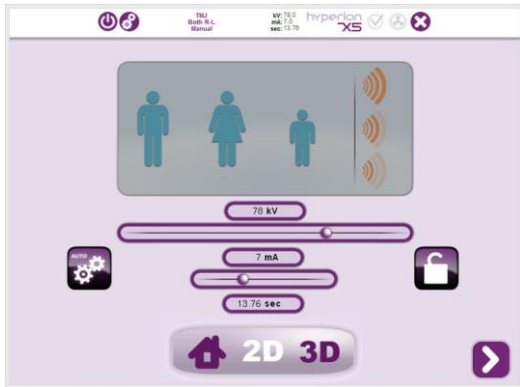 TMJ
Both R-L
Manual
kV: 78.0
mA: 7.0
sec: 13.76
hyperion
X5
78 kV
AUTO
7 mA
13.76 sec
2D 3D